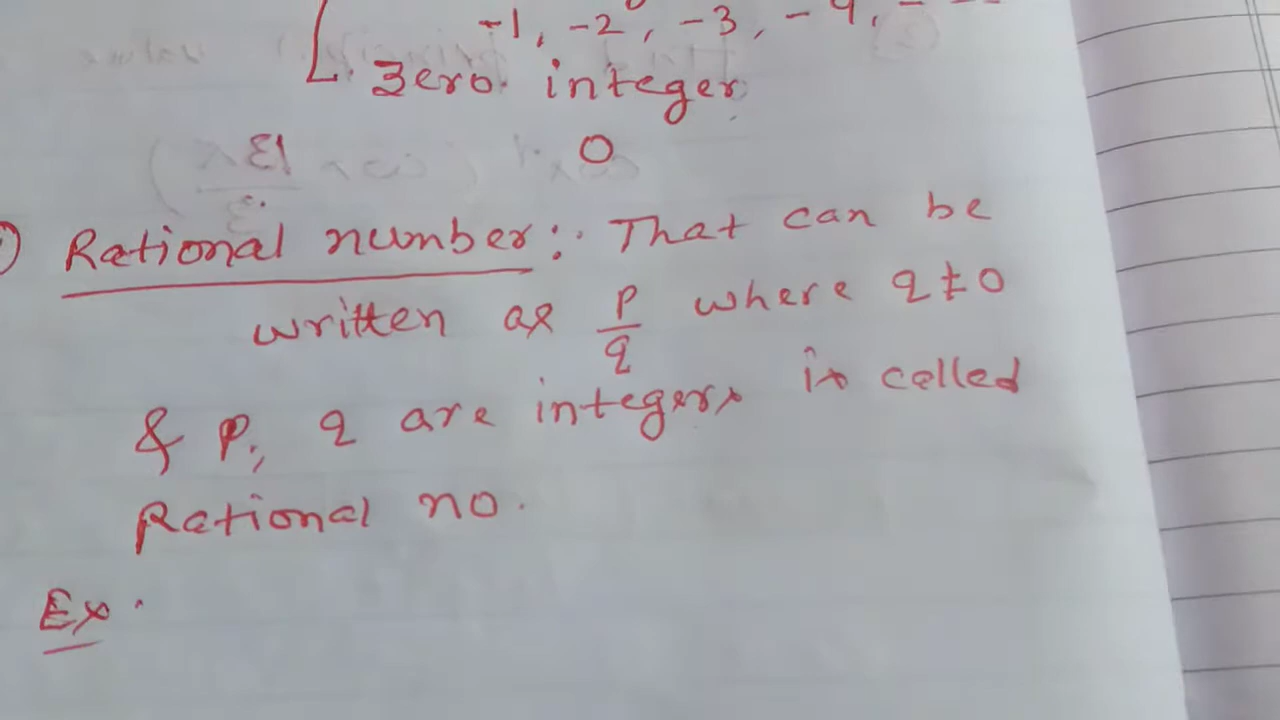 -1, -2, -3, -4, - --
Zero integer
0
Rational number :. That can be
written as p/q where q ≠ 0
& p, q are integers is called
Rational no.
Ex.